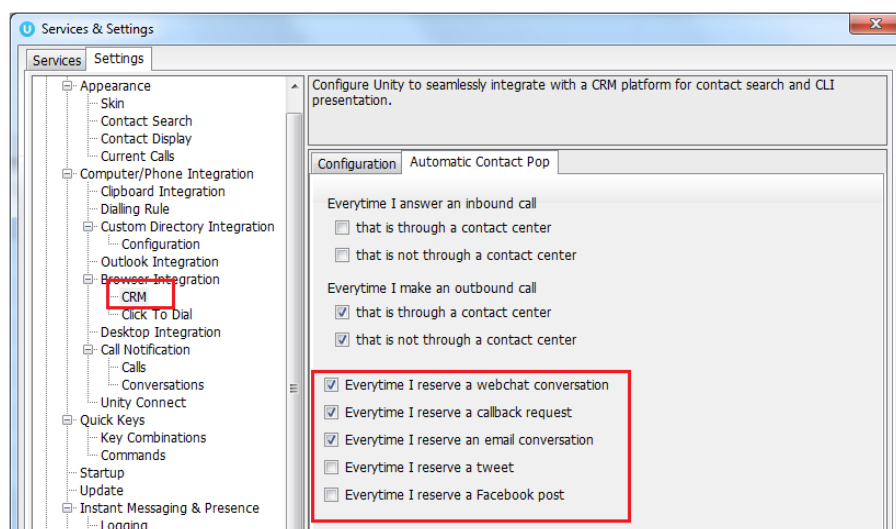 Services & Settings
Services Settings
Appearance
Skin
Contact Search
Contact Display
Current Calls
Computer/Phone Integration
Clipboard Integration
Dialling Rule
Custom Directory Integration
Configuration
Outlook Integration
Browser Integration
CRM
Click To Dial
Desktop Integration
Call Notification
Calls
Conversations
Unity Connect
Quick Keys
Key Combinations
Commands
Startup
Update
Instant Messaging & Presence
Logging
Configure Unity to seamlessly integrate with a CRM platform for contact search and CLI
presentation.
Configuration Automatic Contact Pop
Everytime I answer an inbound call
that is through a contact center
that is not through a contact center
Everytime I make an outbound call
that is through a contact center
that is not through a contact center
Everytime I reserve a webchat conversation
Everytime I reserve a callback request
Everytime I reserve an email conversation
Everytime I reserve a tweet
Everytime I reserve a Facebook post